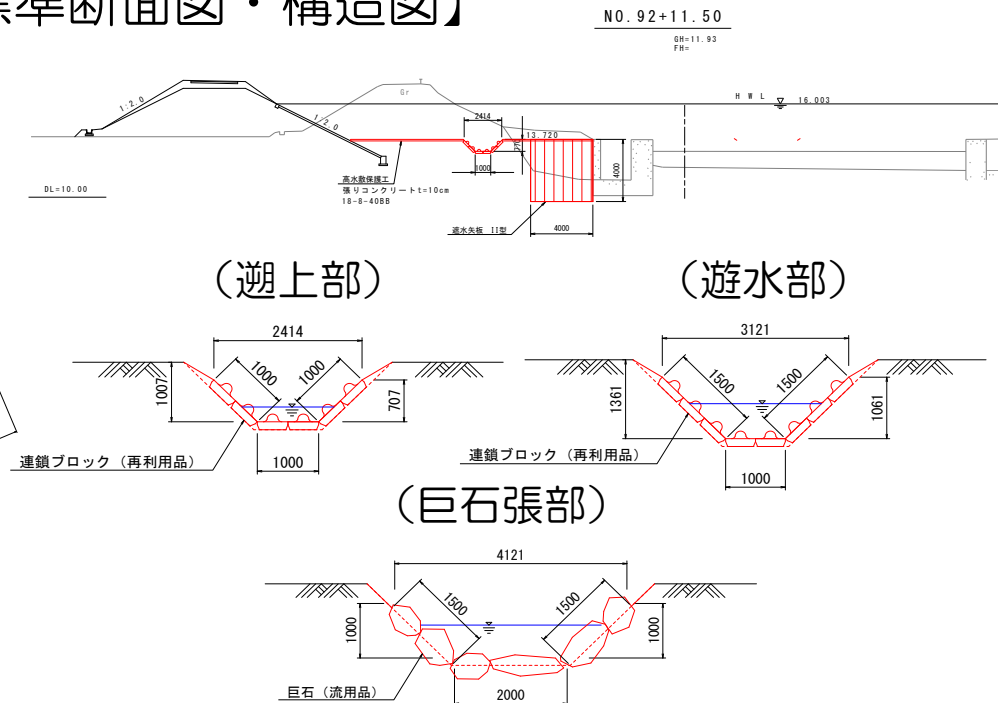 準断面図・構造図】
NO.92+11.50
GH=11.93
FH=
T
Gr
1:2.0
1/2.0
HWL 16.003
2414
13.720
1000
4000
高水敷保護工
張りコンクリートt=10cm
18-8-40BB
DL=10.00
遮水矢板 II型
4000
(遡上部)
(遊水部)
2414
1000
1000
1007
707
連鎖ブロック(再利用品)
1000
3121
1500
1500
1361
1061
連鎖ブロック(再利用品)
1000
(巨石張部)
4121
1500
1500
1000
1000
巨石(流用品)
2000